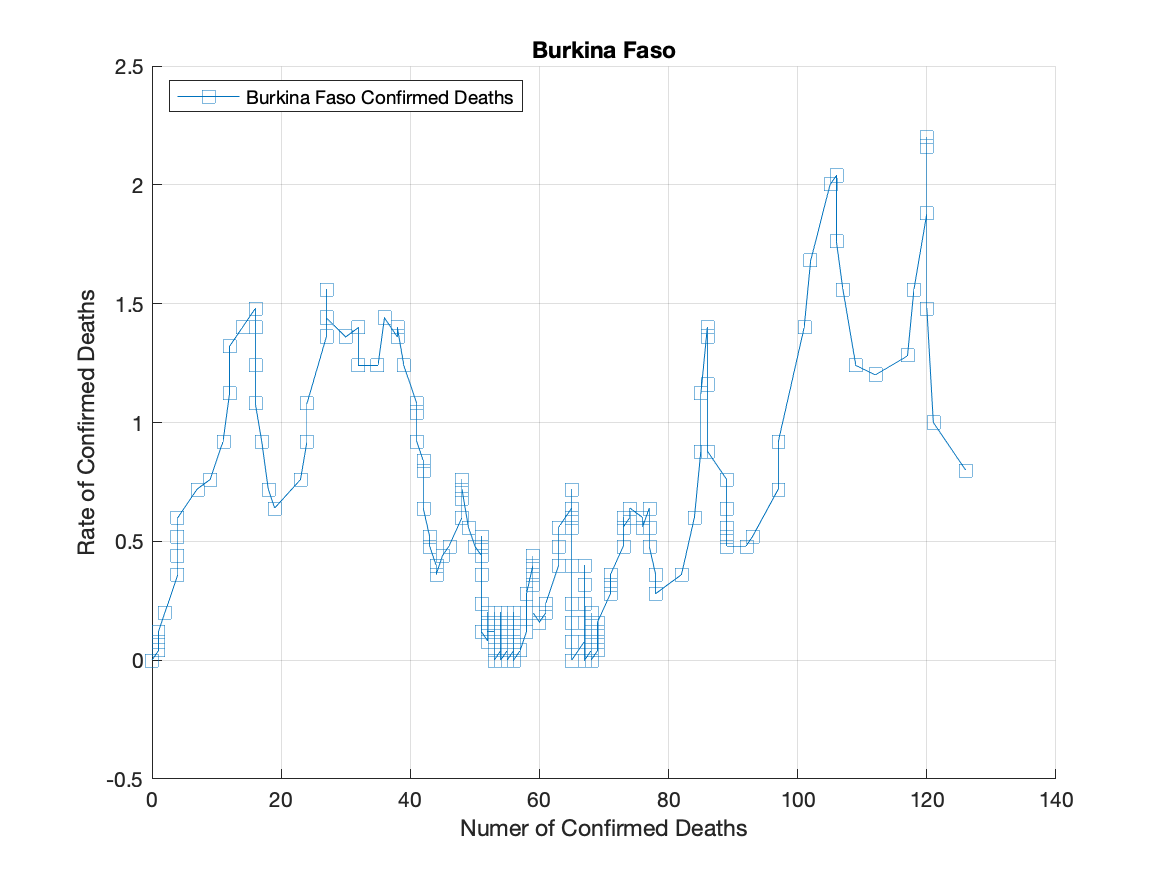 Burkina Faso
Burkina Faso Confirmed Deaths
2.5
2
1.5
1
0.5
0
-0.5
Rate of Confirmed Deaths
0 20 40 60 80 100 120 140
Numer of Confirmed Deaths